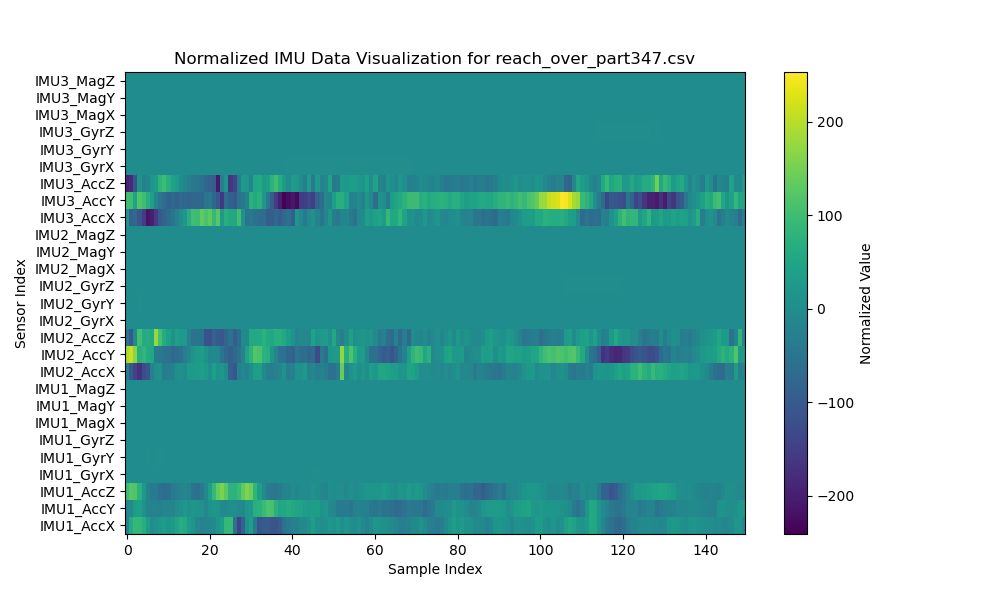 Normalized IMU Data Visualization for reach_over_part347.csv
IMU3_MagZ
IMU3_MagY
IMU3_MagX
IMU3_GyrZ
IMU3_GyrY
IMU3_GyrX
IMU3_AccZ
IMU3_AccY
IMU3_AccX
IMU2_MagZ
IMU2_MagY
IMU2_MagX
IMU2_GyrZ
IMU2_GyrY
IMU2_GyrX
IMU2_AccZ
IMU2_AccY
IMU2_AccX
IMU1_MagZ
IMU1_MagY
IMU1_MagX
IMU1_GyrZ
IMU1_GyrY
IMU1_GyrX
IMU1_AccZ
IMU1_AccY
IMU1_AccX
Sensor Index
0 20 40 60 80 100 120 140
Sample Index
200
100
0
−100
−200
Normalized Value